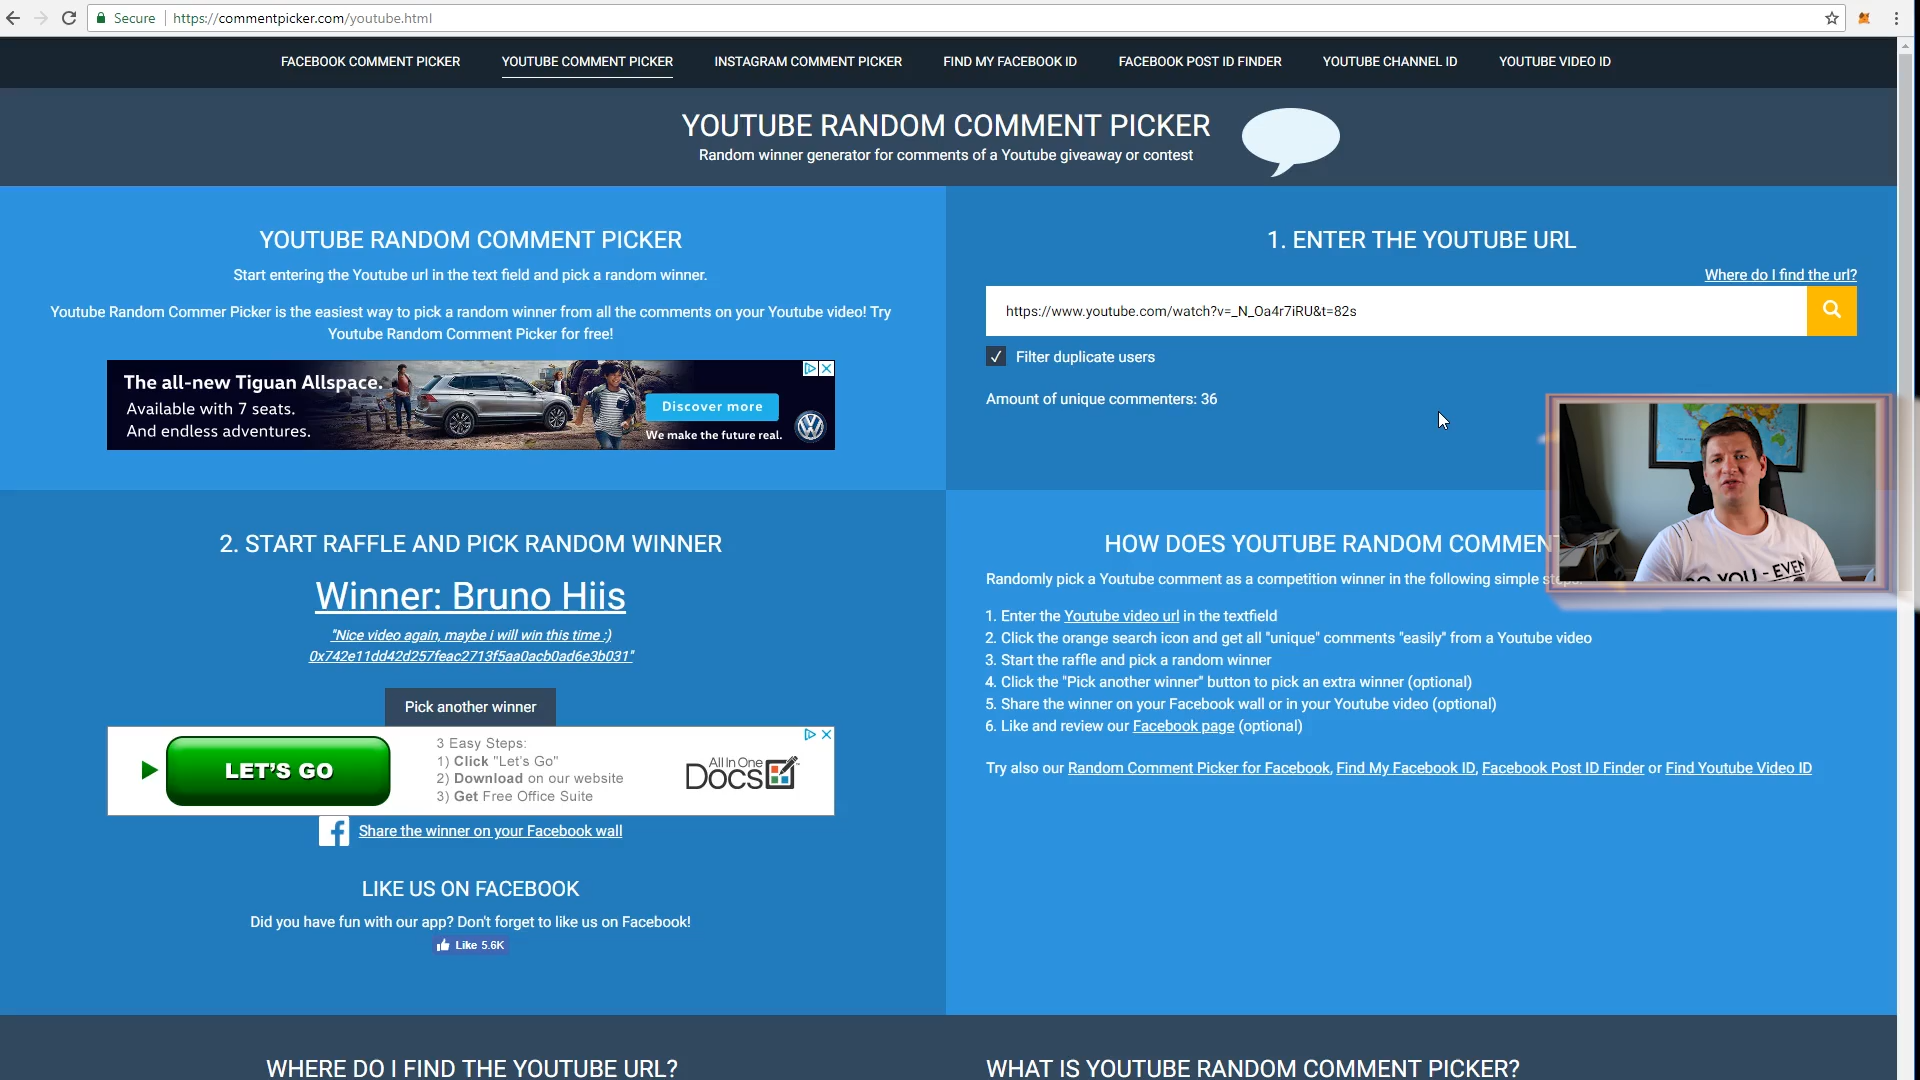 Secure
https://commentpicker.com/youtube.html
FACEBOOK COMMENT PICKER
YOUTUBE COMMENT PICKER
INSTAGRAM COMMENT PICKER
FIND MY FACEBOOK ID
FACEBOOK POST ID FINDER
YOUTUBE CHANNEL ID
YOUTUBE VIDEO ID
YOUTUBE RANDOM COMMENT PICKER
Random winner generator for comments of a Youtube giveaway or contest
YOUTUBE RANDOM COMMENT PICKER
Start entering the Youtube url in the text field and pick a random winner.
Youtube Random Commer Picker is the easiest way to pick a random winner from all the comments on your Youtube video! Try
Youtube Random Comment Picker for free!
The all-new Tiguan Allspace.
Available with 7 seats.
And endless adventures.
Discover more
We make the future real.
1. ENTER THE YOUTUBE URL
Where do I find the url?
https://www.youtube.com/watch?v=_N_Oa4r7iRU&t=82s
Filter duplicate users
Amount of unique commenters: 36
2. START RAFFLE AND PICK RANDOM WINNER
Winner: Bruno Hiis
"Nice video again, maybe i will win this time :)
0x742e11dd42d257feac2713f5aa0acb0ad6e3b031"
Pick another winner
LET'S GO
3 Easy Steps:
1) Click "Let's Go"
2) Download on our website
3) Get Free Office Suite
All In One
Docs
Share the winner on your Facebook wall
LIKE US ON FACEBOOK
Did you have fun with our app? Don't forget to like us on Facebook!
Like 5.6K
HOW DOES YOUTUBE RANDOM COMMEN
Randomly pick a Youtube comment as a competition winner in the following simple steps:
1. Enter the Youtube video url in the textfield
2. Click the orange search icon and get all "unique" comments "easily" from a Youtube video
3. Start the raffle and pick a random winner
4. Click the "Pick another winner" button to pick an extra winner (optional)
5. Share the winner on your Facebook wall or in your Youtube video (optional)
6. Like and review our Facebook page (optional)
Try also our Random Comment Picker for Facebook, Find My Facebook ID, Facebook Post ID Finder or Find Youtube Video ID
YOU - EVEN
WHERE DO I FIND THE YOUTUBE URL?
WHAT IS YOUTUBE RANDOM COMMENT PICKER?